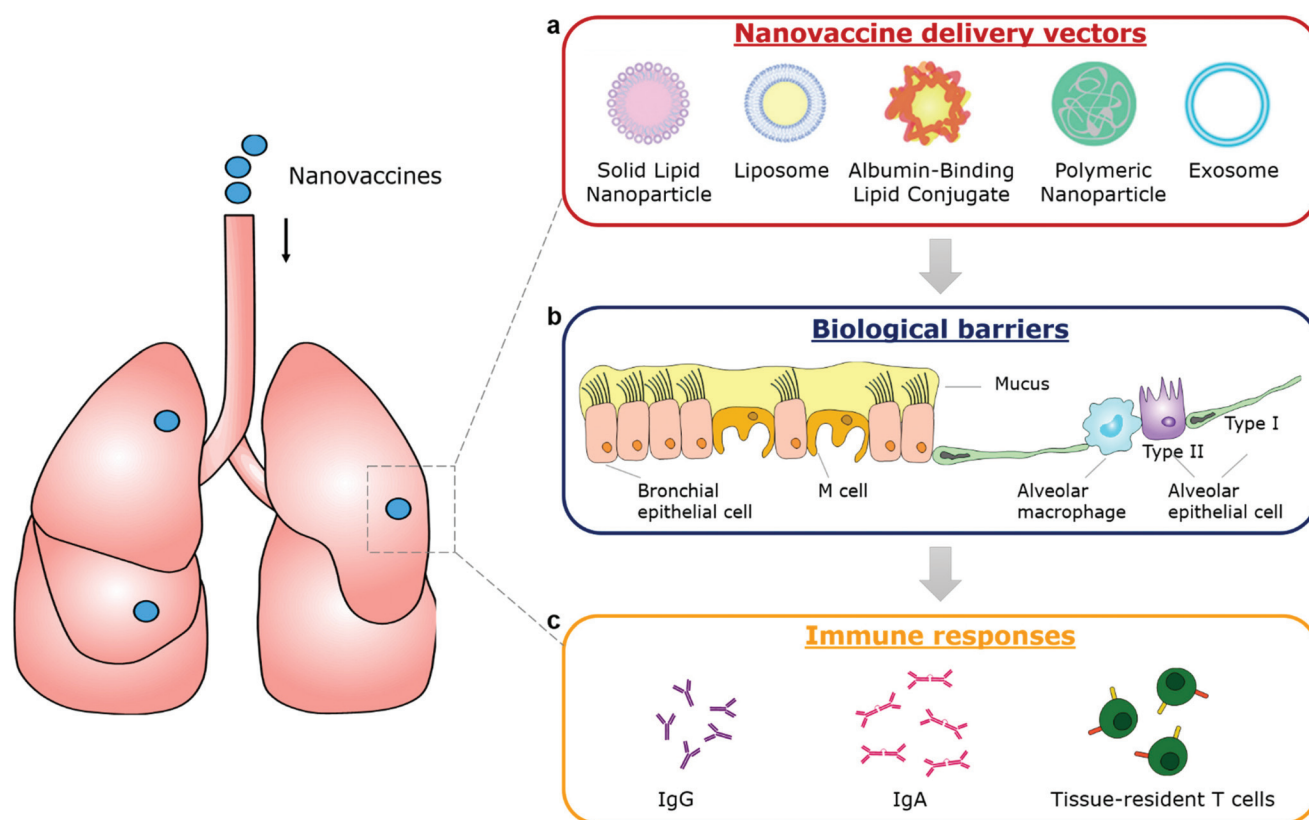 Nanovaccines
a
Nanovaccine delivery vectors
Solid Lipid
Nanoparticle
Liposome
Albumin-Binding
Lipid Conjugate
Polymeric
Nanoparticle
Exosome
b
Biological barriers
Mucus
Type I
Type II
Bronchial
epithelial cell
M cell
Alveolar
macrophage
Alveolar
epithelial cell
c
Immune responses
IgG
IgA
Tissue-resident T cells